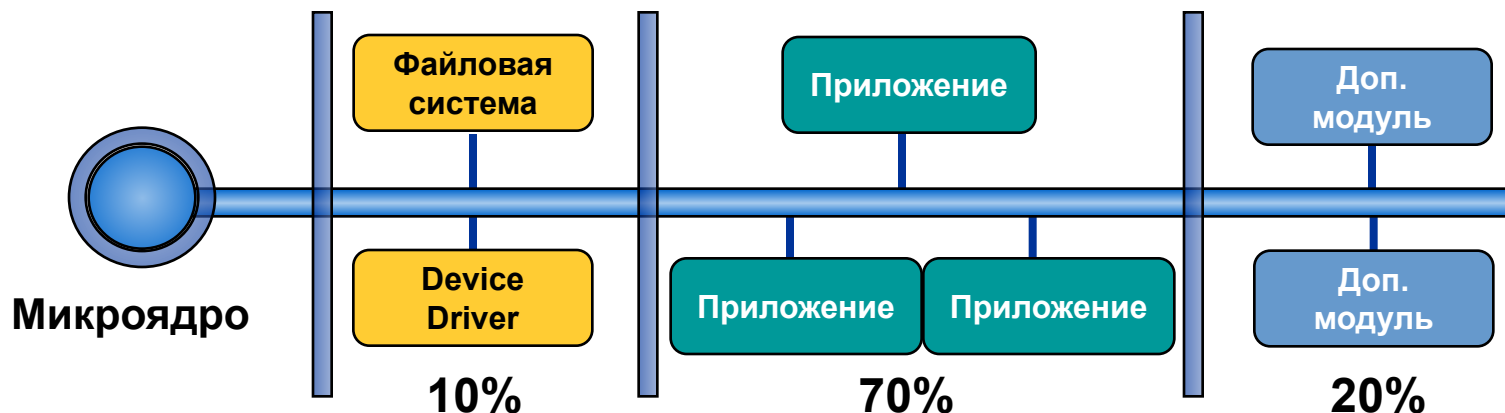 Микроядро
Файловая
система
Device
Driver
10%
Приложение
Приложение
Приложение
70%
Доп.
модуль
Доп.
модуль
20%